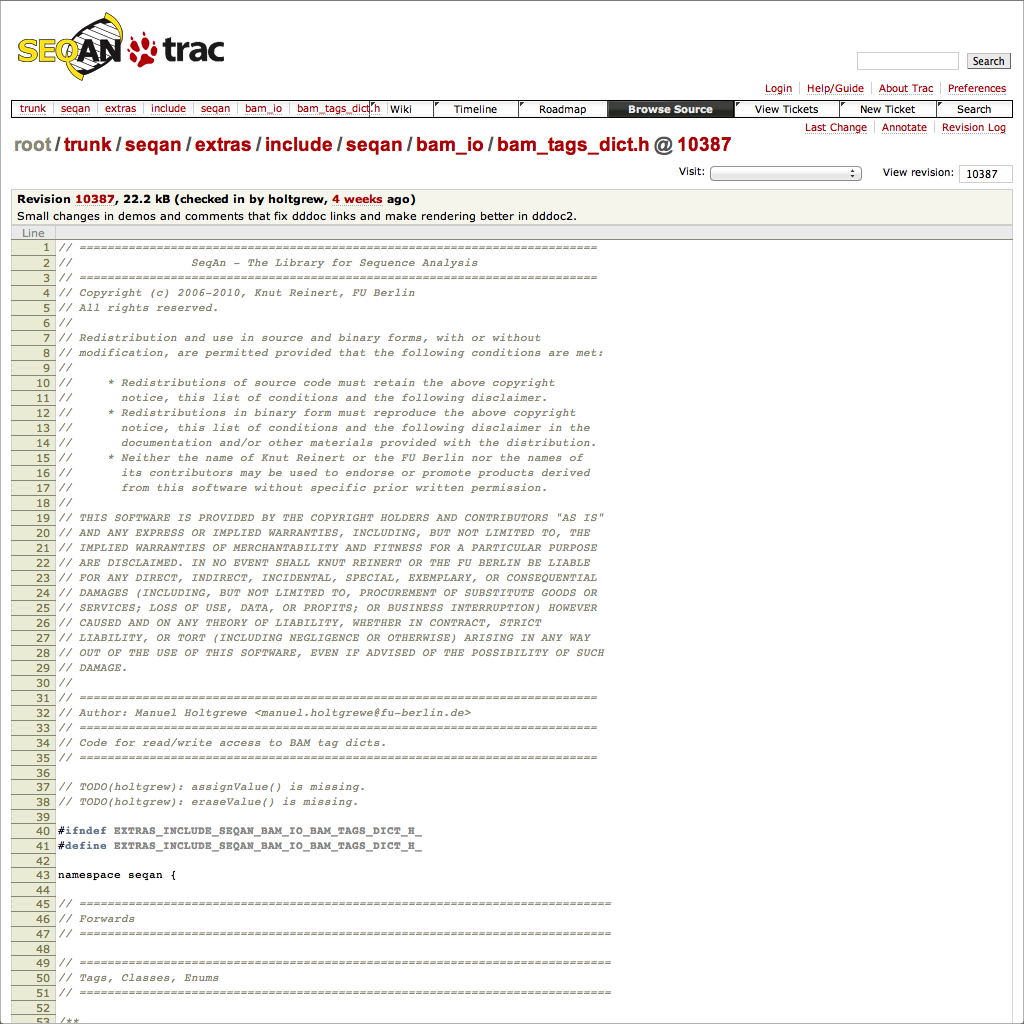 SEQAN trac
Search
Login Help/Guide About Trac Preferences
trunk seqan extras include seqan bam_io bam_tags_dict.h Wiki Timeline Roadmap Browse Source View Tickets New Ticket Search
Last Change Annotate Revision Log
root / trunk / seqan / extras / include / seqan / bam_io / bam_tags_dict.h @ 10387
Visit: View revision: 10387
Revision 10387, 22.2 kB (checked in by holtgrew, 4 weeks ago)
Small changes in demos and comments that fix dddoc links and make rendering better in dddoc2.
Line
1 // ==========================================================================
2 //                 SeqAn - The Library for Sequence Analysis
3 // ==========================================================================
4 // Copyright (c) 2006-2010, Knut Reinert, FU Berlin
5 // All rights reserved.
6 //
7 // Redistribution and use in source and binary forms, with or without
8 // modification, are permitted provided that the following conditions are met:
9 //
10 //     * Redistributions of source code must retain the above copyright
11 //       notice, this list of conditions and the following disclaimer.
12 //     * Redistributions in binary form must reproduce the above copyright
13 //       notice, this list of conditions and the following disclaimer in the
14 //       documentation and/or other materials provided with the distribution.
15 //     * Neither the name of Knut Reinert or the FU Berlin nor the names of
16 //       its contributors may be used to endorse or promote products derived
17 //       from this software without specific prior written permission.
18 //
19 // THIS SOFTWARE IS PROVIDED BY THE COPYRIGHT HOLDERS AND CONTRIBUTORS "AS IS"
20 // AND ANY EXPRESS OR IMPLIED WARRANTIES, INCLUDING, BUT NOT LIMITED TO, THE
21 // IMPLIED WARRANTIES OF MERCHANTABILITY AND FITNESS FOR A PARTICULAR PURPOSE
22 // ARE DISCLAIMED. IN NO EVENT SHALL KNUT REINERT OR THE FU BERLIN BE LIABLE
23 // FOR ANY DIRECT, INDIRECT, INCIDENTAL, SPECIAL, EXEMPLARY, OR CONSEQUENTIAL
24 // DAMAGES (INCLUDING, BUT NOT LIMITED TO, PROCUREMENT OF SUBSTITUTE GOODS OR
25 // SERVICES; LOSS OF USE, DATA, OR PROFITS; OR BUSINESS INTERRUPTION) HOWEVER
26 // CAUSED AND ON ANY THEORY OF LIABILITY, WHETHER IN CONTRACT, STRICT
27 // LIABILITY, OR TORT (INCLUDING NEGLIGENCE OR OTHERWISE) ARISING IN ANY WAY
28 // OUT OF THE USE OF THIS SOFTWARE, EVEN IF ADVISED OF THE POSSIBILITY OF SUCH
29 // DAMAGE.
30 //
31 // ==========================================================================
32 // Author: Manuel Holtgrewe <manuel.holtgrewe@fu-berlin.de>
33 // ==========================================================================
34 // Code for read/write access to BAM tag dicts.
35 // ==========================================================================
36
37 // TODO(holtgrew): assignValue() is missing.
38 // TODO(holtgrew): eraseValue() is missing.
39
40 #ifndef EXTRAS_INCLUDE_SEQAN_BAM_IO_BAM_TAGS_DICT_H_
41 #define EXTRAS_INCLUDE_SEQAN_BAM_IO_BAM_TAGS_DICT_H_
42
43 namespace seqan {
44
45 // ============================================================================
46 // Forwards
47 // ============================================================================
48
49 // ============================================================================
50 // Tags, Classes, Enums
51 // ============================================================================
52
53 /**